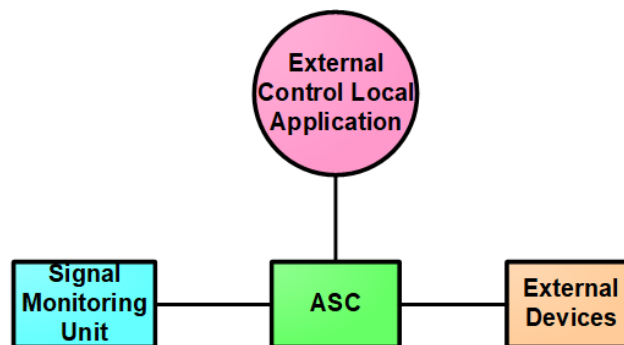 External
Control Local
Application
Signal
Monitoring
Unit
ASC
External
Devices